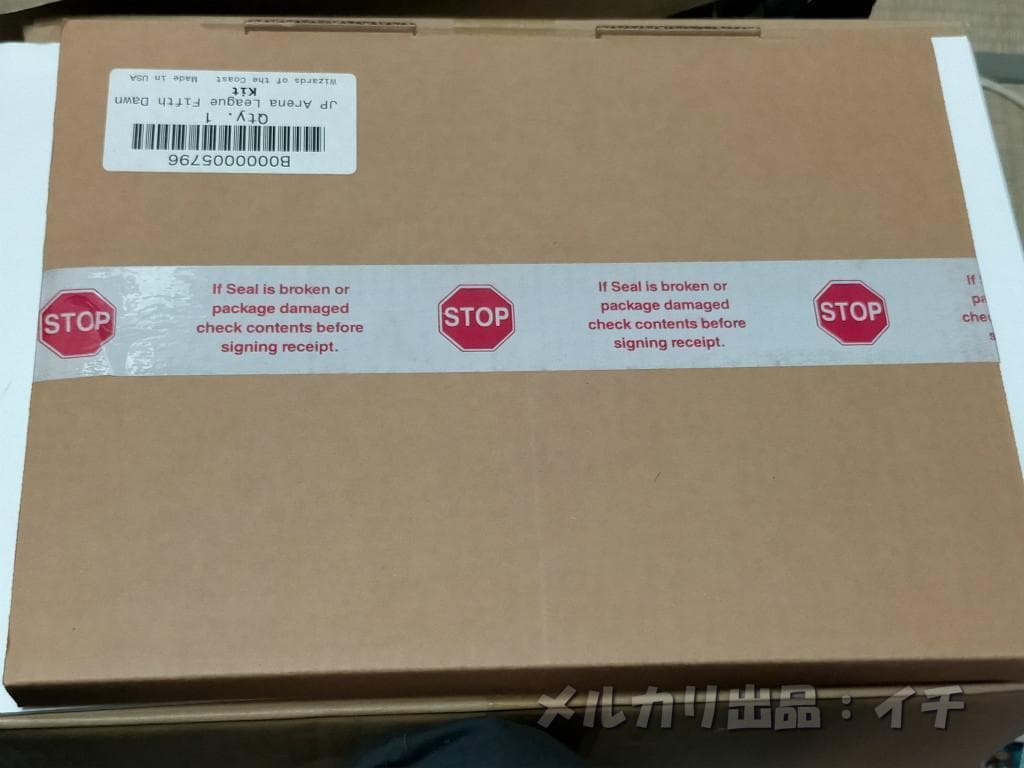 B0000005796
Qty. 1
JP Arena League Fifth Dawn
Kit
Wizards of the Coast Made in USA
STOP
If Seal is broken or
package damaged
check contents before
signing receipt.
STOP
If Seal is broken or
package damaged
check contents before
signing receipt.
STOP
If
メルカリ出品：イチ